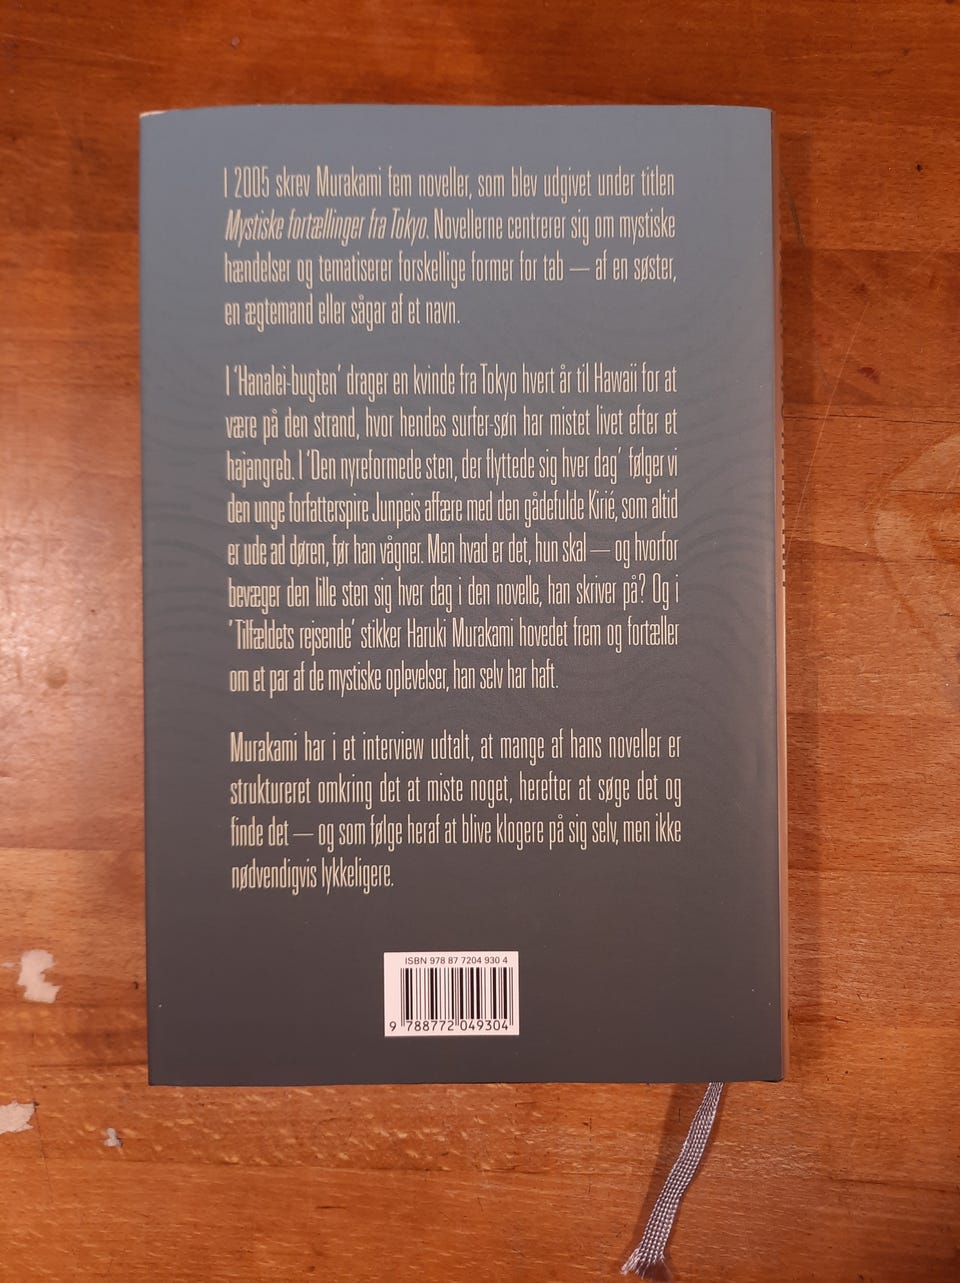 I 2005 skrev Murakami fem noveller, som blev udgivet under titlen
Mystiske fortællinger fra Tokyo. Novellerne centrerer sig om mystiske
hændelser og tematiserer forskellige former for tab — af en søster,
en ægtemand eller sågar af et navn.
I 'Hanalei-bugten' drager en kvinde fra Tokyo hvert år til Hawaii for at
være på den strand, hvor hendes surfer-søn har mistet livet efter et
hajangreb. I 'Den nyreformede sten, der flyttede sig hver dag' følger vi
den unge forfatterspire Junpeis affære med den gådefulde Kirié, som altid
er ude ad døren, før han vågner. Men hvad er det, hun skal — og hvorfor
bevæger den lille sten sig hver dag i den novelle, han skriver på? Og i
'Tilfældets rejsende' stikker Haruki Murakami hovedet frem og fortæller
om et par af de mystiske oplevelser, han selv har haft.
Murakami har i et interview udtalt, at mange af hans noveller er
struktureret omkring det at miste noget, herefter at søge det og
finde det — og som følge heraf at blive klogere på sig selv, men ikke
nødvendigvis lykkeligere.
ISBN 978 87 7204 930 4
9 788772 049304